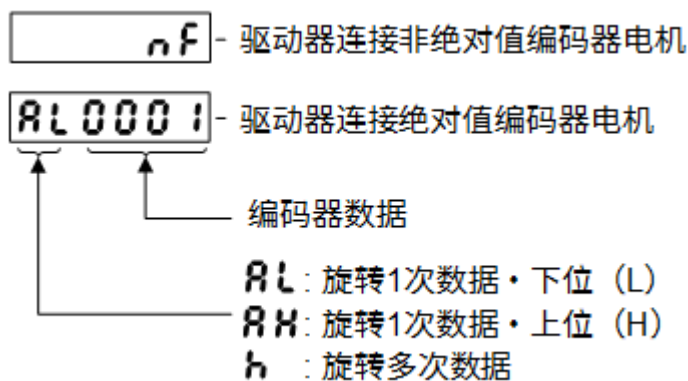 nF - 驱动器连接非绝对值编码器电机
AL0001 - 驱动器连接绝对值编码器电机
编码器数据
AL : 旋转1次数据・下位（L）
AH : 旋转1次数据・上位（H）
h : 旋转多次数据